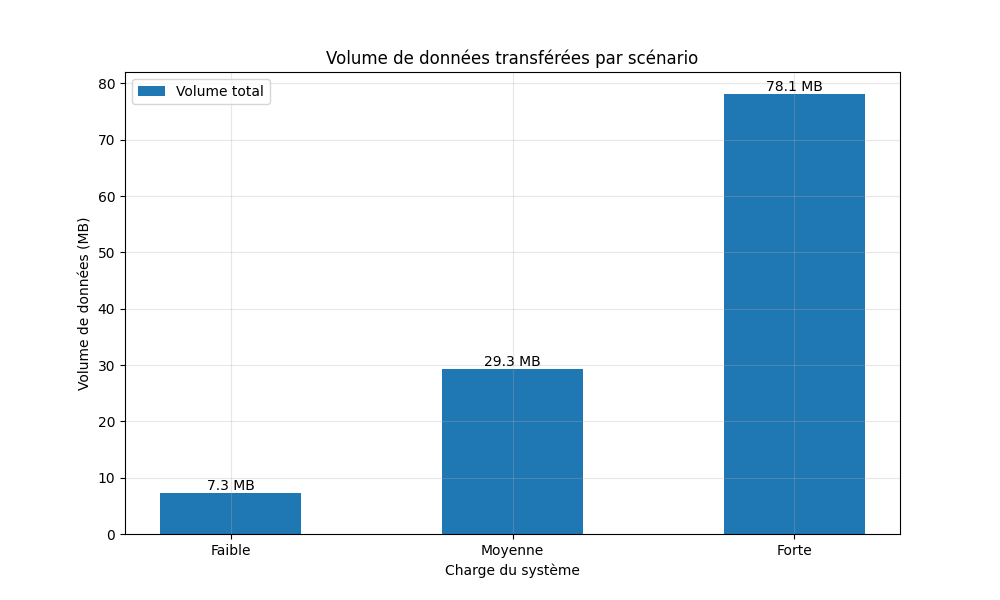 Volume de données transférées par scénario
Volume total
Volume de données (MB)
80
70
60
50
40
30
20
10
0
7.3 MB
29.3 MB
78.1 MB
Faible
Moyenne
Forte
Charge du système